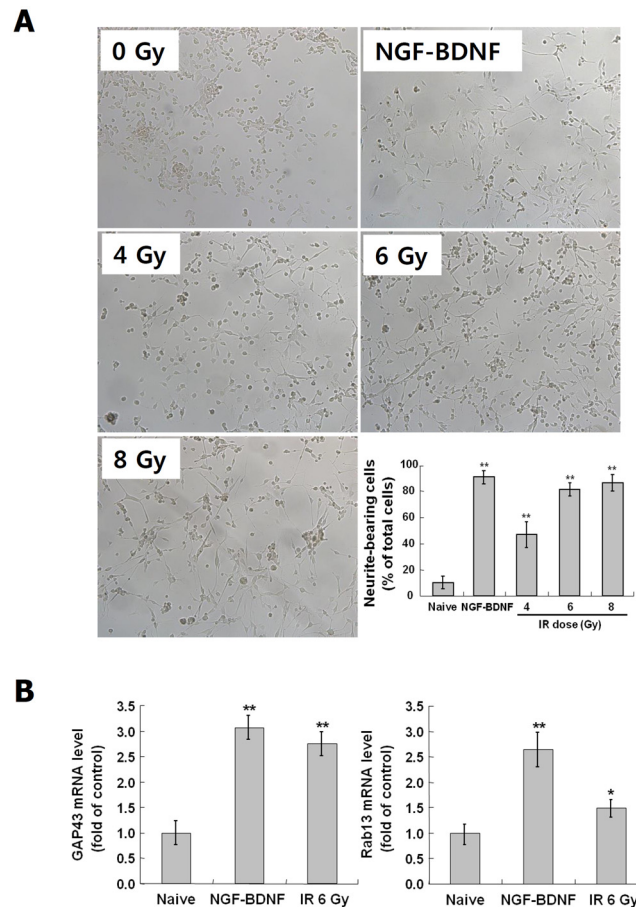 A
0 Gy
NGF-BDNF
4 Gy
6 Gy
8 Gy
Neurite-bearing cells
(% of total cells)
100
80
60
40
20
0
**
**
**
**
Naive
NGF-BDNF
4
6
8
IR dose (Gy)
B
GAP43 mRNA level
(fold of control)
3.5
3.0
2.5
2.0
1.5
1.0
0.5
0.0
**
**
Naive
NGF-BDNF
IR 6 Gy
Rab13 mRNA level
(fold of control)
3.5
3.0
2.5
2.0
1.5
1.0
0.5
0.0
**
*
Naive
NGF-BDNF
IR 6 Gy